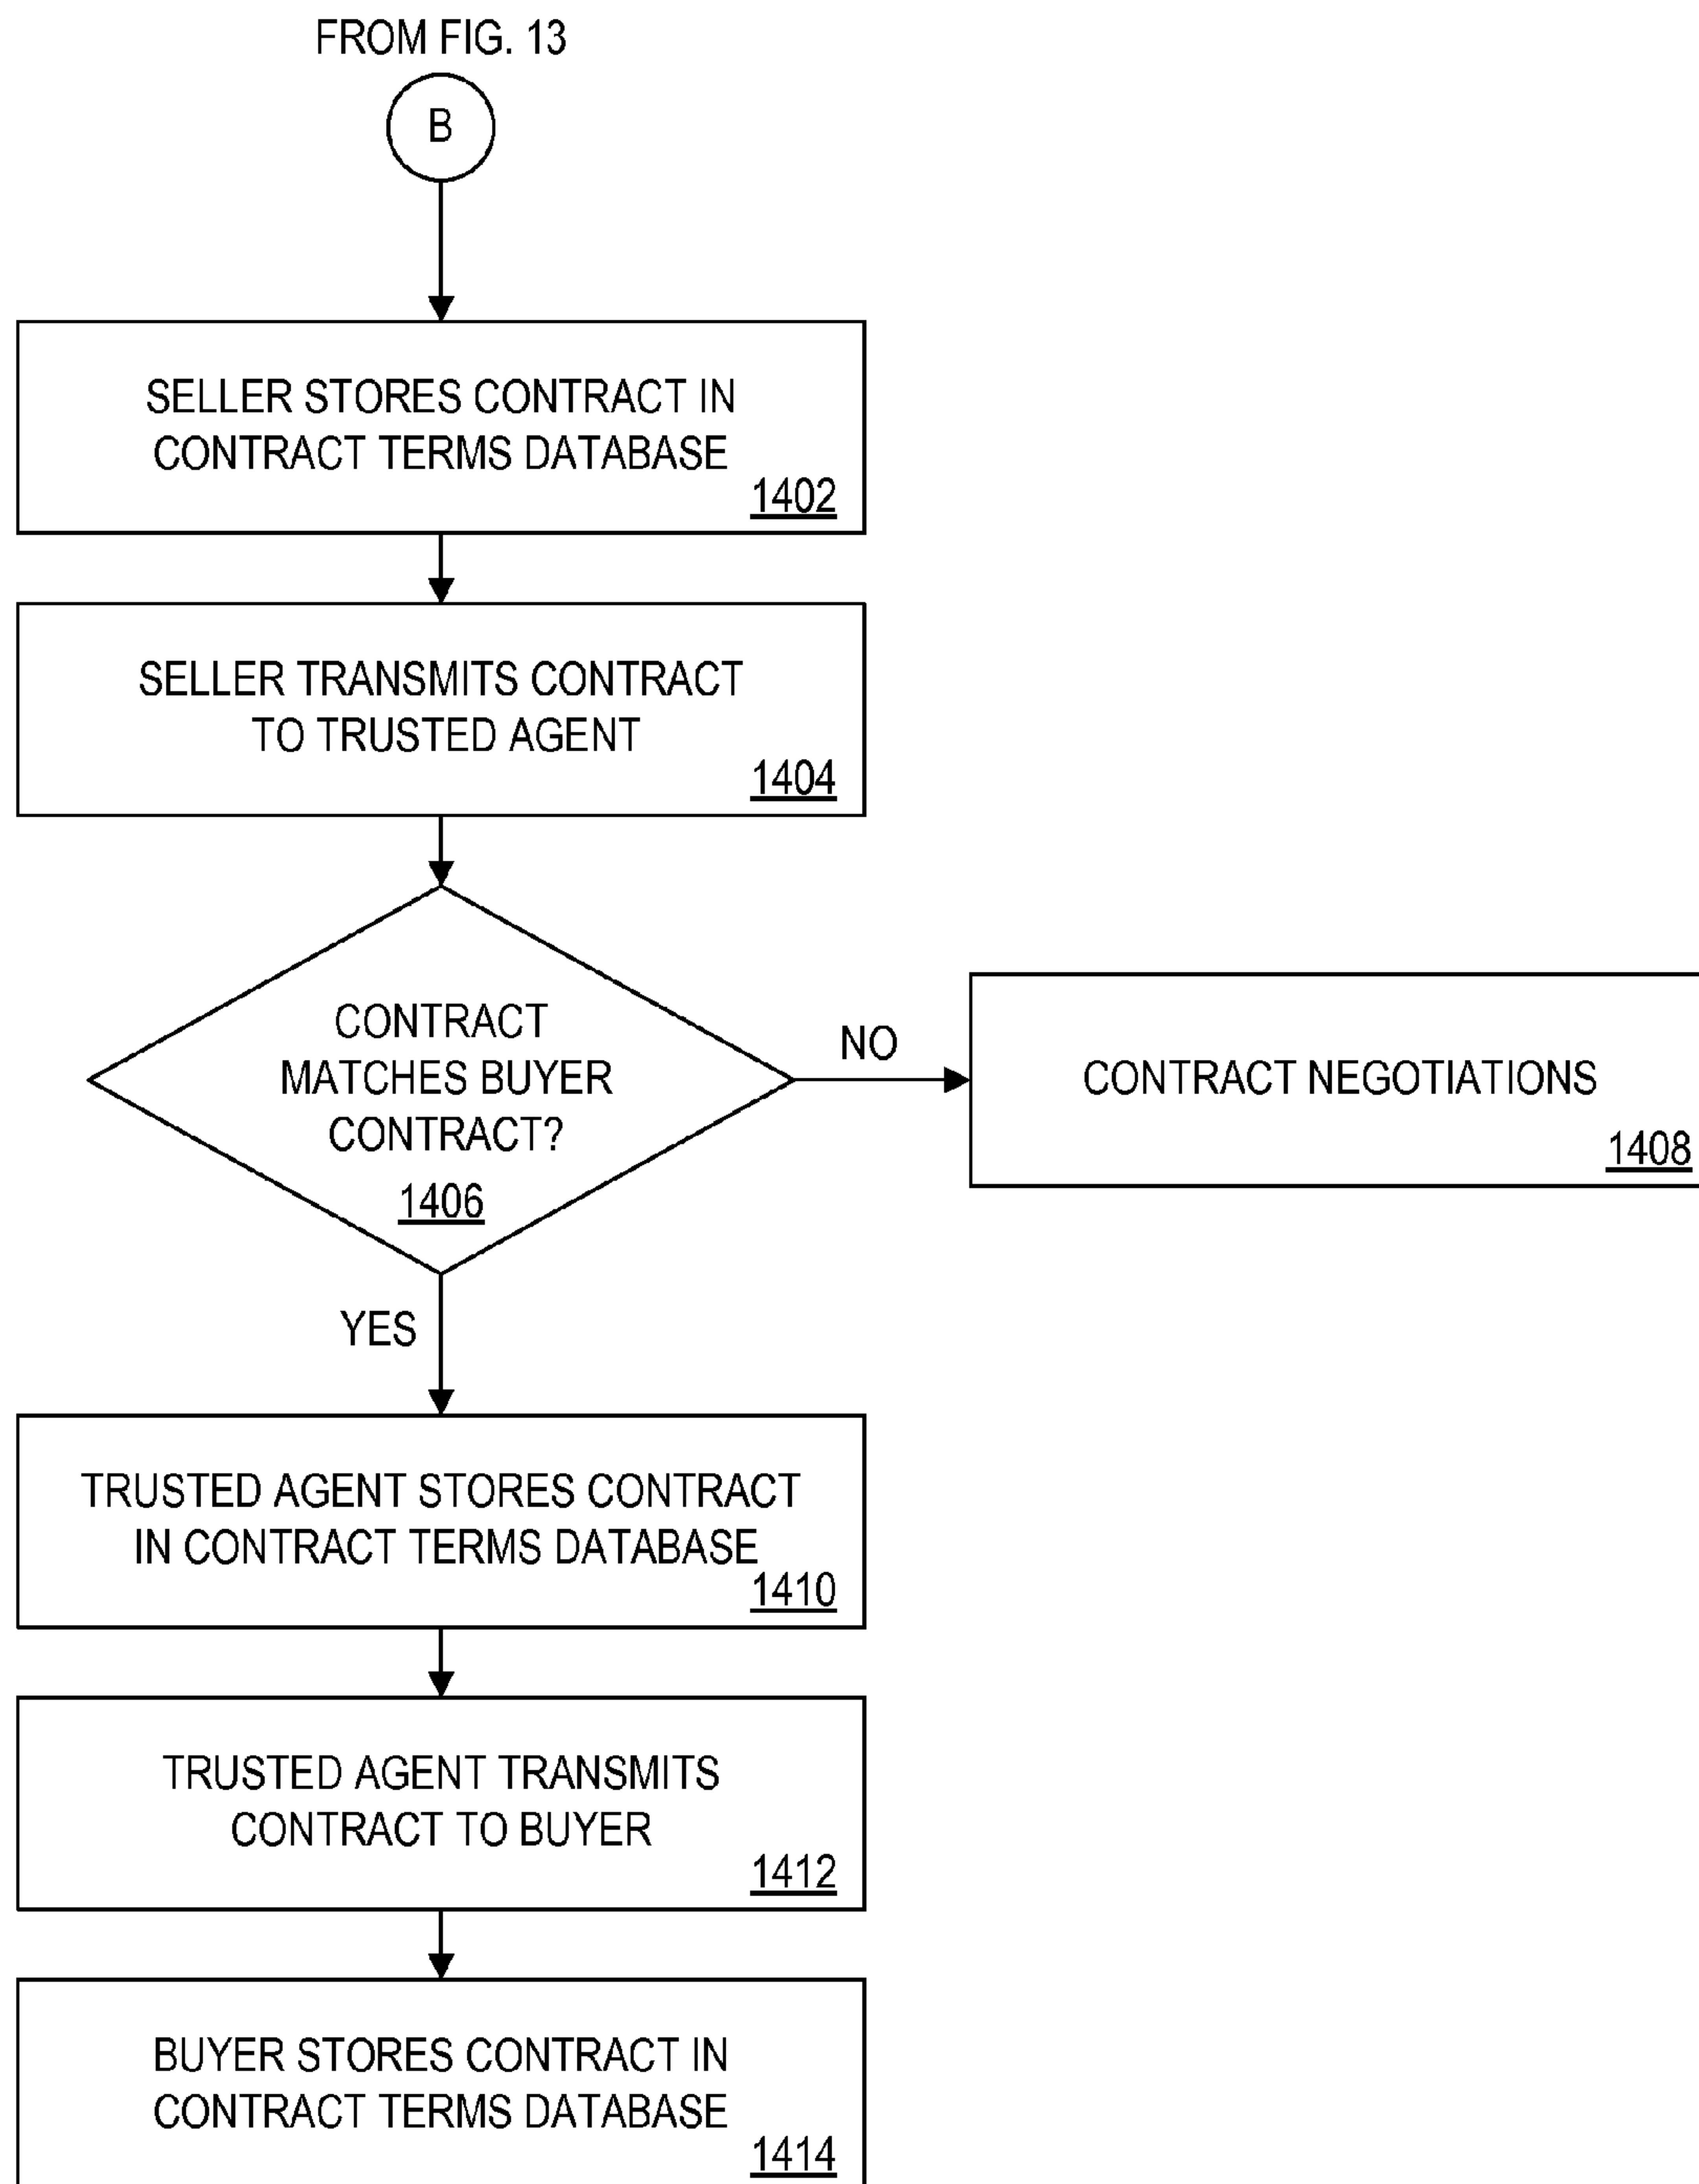 FROM FIG. 13
B
SELLER STORES CONTRACT IN
CONTRACT TERMS DATABASE
1402
SELLER TRANSMITS CONTRACT
TO TRUSTED AGENT
1404
CONTRACT
MATCHES BUYER
CONTRACT?
1406
NO
CONTRACT NEGOTIATIONS
1408
YES
TRUSTED AGENT STORES CONTRACT
IN CONTRACT TERMS DATABASE
1410
TRUSTED AGENT TRANSMITS
CONTRACT TO BUYER
1412
BUYER STORES CONTRACT IN
CONTRACT TERMS DATABASE
1414